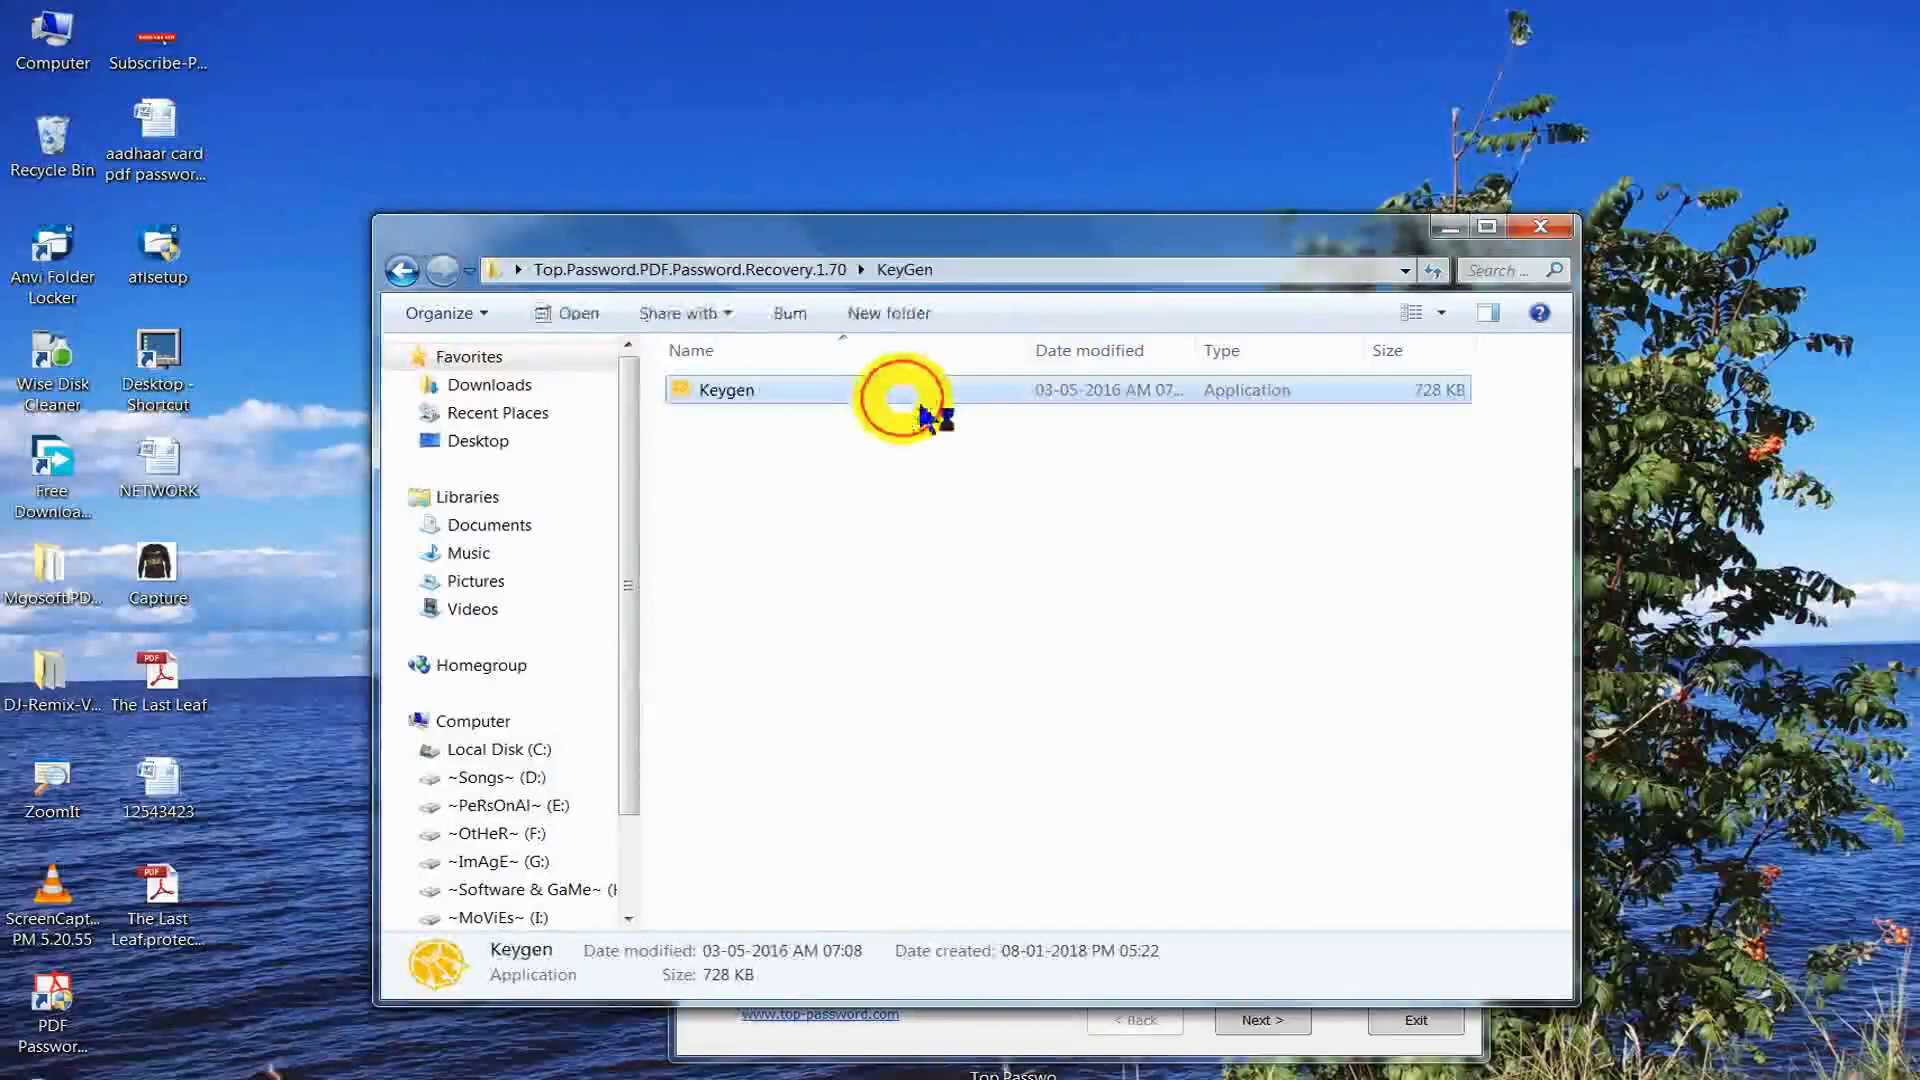 Computer
Subscribe-P...
Recycle Bin
aadhaar card
pdf passwor...
Anvi Folder
Locker
aflsetup
Wise Disk
Cleaner
Desktop -
Shortcut
Free
Downloa...
NETWORK
Mgosoft.PD...
Capture
DJ-Remix-V...
PDF
The Last Leaf
ZoomIt
12543423
ScreenCapt...
PM 5.20.55
PDF
The Last
Leaf.protec...
PDF
Passwor...
Top.Password.PDF.Password.Recovery.1.70
KeyGen
Search ...
Organize
Open
Share with
Burn
New folder
Favorites
Downloads
Recent Places
Desktop
Libraries
Documents
Music
Pictures
Videos
Homegroup
Computer
Local Disk (C:)
~Songs~ (D:)
~PeRsOnAl~ (E:)
~OtHeR~ (F:)
~ImAgE~ (G:)
~Software & GaMe~ (H
~MoViEs~ (I:)
Name
Date modified
Type
Size
Keygen
03-05-2016 AM 07...
Application
728 KB
Keygen
Date modified: 03-05-2016 AM 07:08
Date created: 08-01-2018 PM 05:22
Application
Size: 728 KB
www.top-password.com
< Back
Next >
Exit
Top Passwo